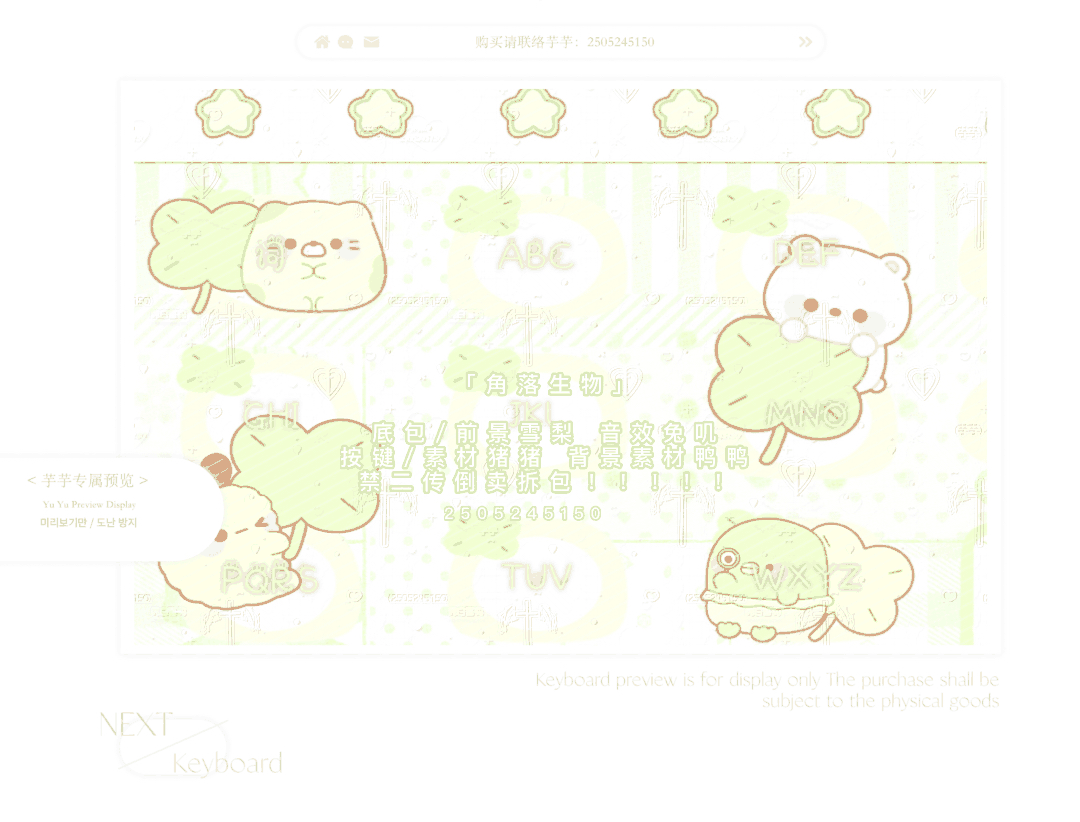 购买请联络芋芋：2505245150
词
ABC
DEF
GHI
JKL
MNO
「角落生物」
底包/前景雪梨 音效兔叽
按键/素材猪猪 背景素材鸭鸭
禁二传倒卖拆包！！！！！
2505245150
< 芋芋专属预览 >
Yu Yu Preview Display
미리보기만 / 도난 방지
PQRS
TUV
WXYZ
Keyboard preview is for display only The purchase shall be
subject to the physical goods
NEXT
Keyboard